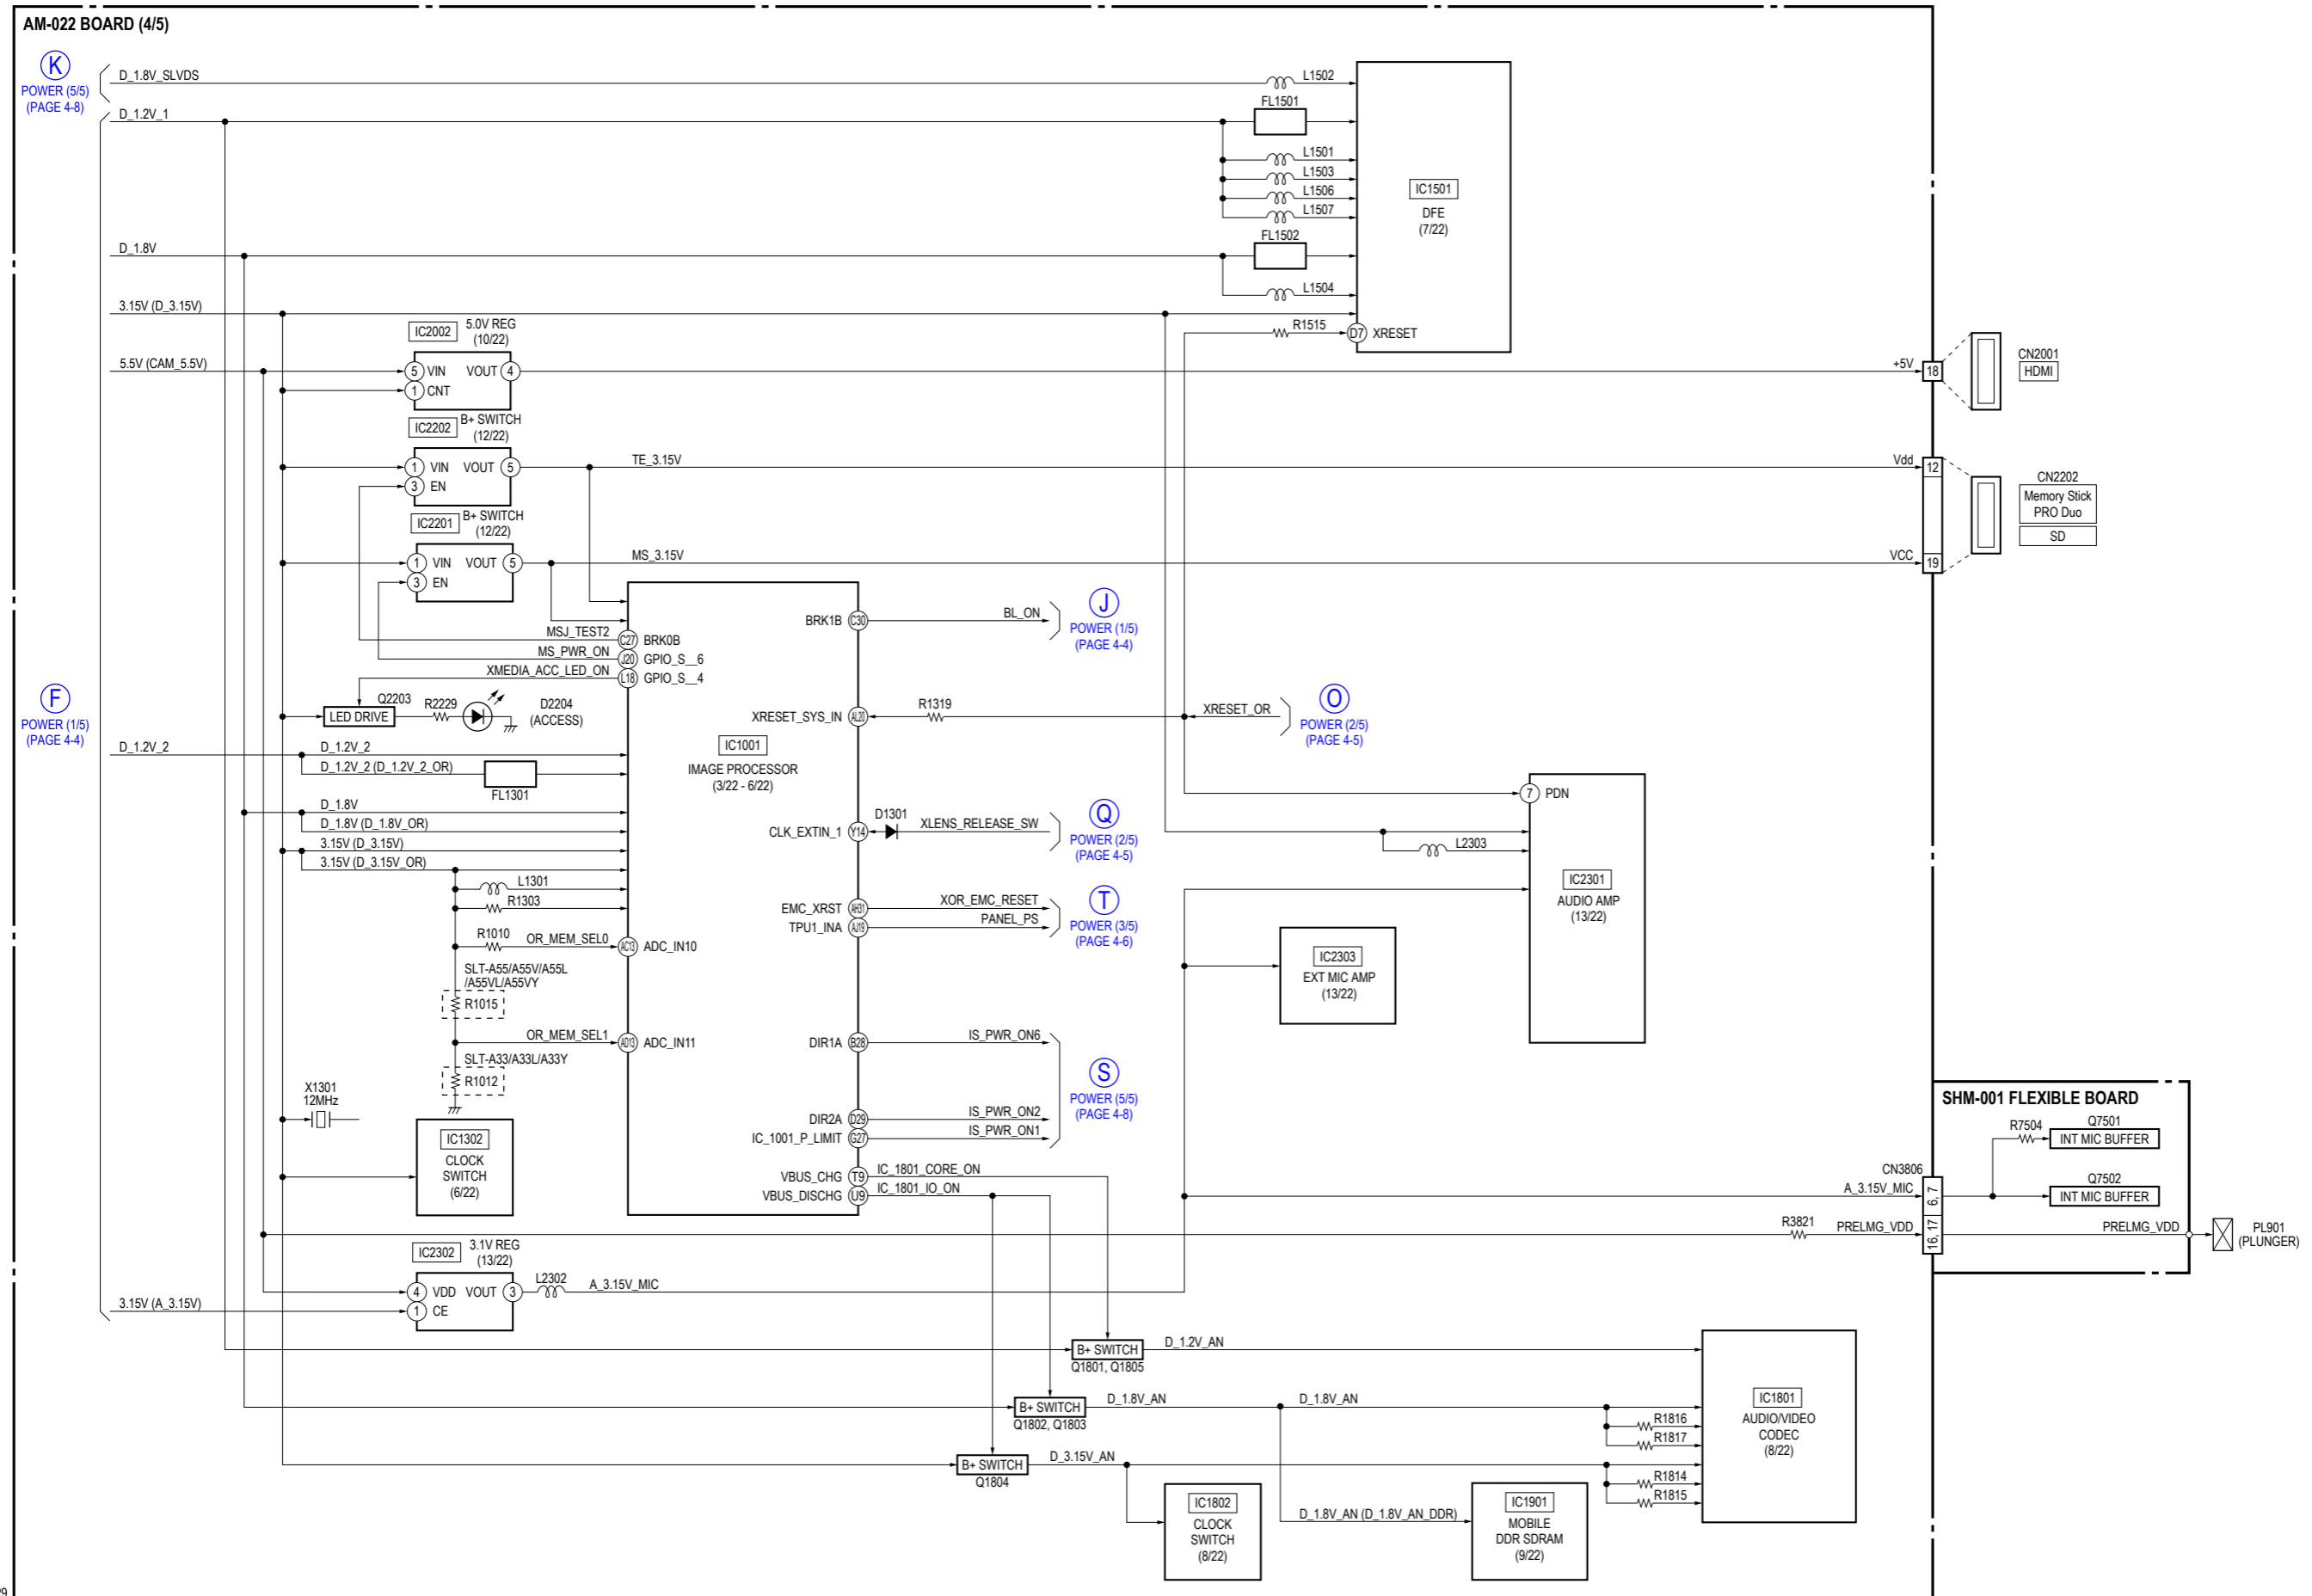 AM-022 BOARD (4/5)
K
POWER (5/5)
(PAGE 4-8)
D_1.8V_SLVDS
L1502
FL1501
D_1.2V_1
L1501
L1503
L1506
L1507
IC1501
DFE
(7/22)
FL1502
D_1.8V
L1504
3.15V (D_3.15V)
R1515
D7 XRESET
IC2002
5.0V REG
(10/22)
5.5V (CAM_5.5V)
5 VIN VOUT 4
1 CNT
+5V
18
CN2001
HDMI
IC2202
B+ SWITCH
(12/22)
1 VIN VOUT 5
3 EN
TE_3.15V
Vdd
12
CN2202
Memory Stick
PRO Duo
SD
IC2201
B+ SWITCH
(12/22)
1 VIN VOUT 5
3 EN
MS_3.15V
VCC
19
BRK1B C30
BL_ON
J
POWER (1/5)
(PAGE 4-4)
MSJ_TEST2
C27 BRK0B
MS_PWR_ON
J20 GPIO_S__6
XMEDIA_ACC_LED_ON
L18 GPIO_S__4
F
POWER (1/5)
(PAGE 4-4)
Q2203
LED DRIVE
R2229
D2204
(ACCESS)
XRESET_SYS_IN AL20
R1319
XRESET_OR
O
POWER (2/5)
(PAGE 4-5)
IC1001
IMAGE PROCESSOR
(3/22 - 6/22)
D_1.2V_2
D_1.2V_2
D_1.2V_2 (D_1.2V_2_OR)
FL1301
7 PDN
D_1.8V
D_1.8V (D_1.8V_OR)
CLK_EXTIN_1 Y14
D1301
XLENS_RELEASE_SW
Q
POWER (2/5)
(PAGE 4-5)
3.15V (D_3.15V)
3.15V (D_3.15V_OR)
L2303
L1301
R1303
IC2301
AUDIO AMP
(13/22)
EMC_XRST AH31
XOR_EMC_RESET
TPU1_INA AJ19
PANEL_PS
T
POWER (3/5)
(PAGE 4-6)
R1010
OR_MEM_SEL0
AC13 ADC_IN10
SLT-A55/A55V/A55L
/A55VL/A55VY
R1015
IC2303
EXT MIC AMP
(13/22)
OR_MEM_SEL1
AD13 ADC_IN11
DIR1A B28
IS_PWR_ON6
SLT-A33/A33L/A33Y
R1012
S
POWER (5/5)
(PAGE 4-8)
X1301
12MHz
DIR2A D29
IS_PWR_ON2
IC_1001_P_LIMIT G27
IS_PWR_ON1
IC1302
CLOCK
SWITCH
(6/22)
VBUS_CHG T9
IC_1801_CORE_ON
VBUS_DISCHG U9
IC_1801_IO_ON
SHM-001 FLEXIBLE BOARD
R7504
Q7501
INT MIC BUFFER
CN3806
A_3.15V_MIC
6, 7
Q7502
INT MIC BUFFER
R3821
PRELMG_VDD
16, 17
PRELMG_VDD
PL901
(PLUNGER)
IC2302
3.1V REG
(13/22)
4 VDD VOUT 3
1 CE
L2302
A_3.15V_MIC
3.15V (A_3.15V)
B+ SWITCH
Q1801, Q1805
D_1.2V_AN
B+ SWITCH
Q1802, Q1803
D_1.8V_AN
D_1.8V_AN
IC1801
AUDIO/VIDEO
CODEC
(8/22)
R1816
R1817
B+ SWITCH
Q1804
D_3.15V_AN
R1814
R1815
IC1802
CLOCK
SWITCH
(8/22)
D_1.8V_AN (D_1.8V_AN_DDR)
IC1901
MOBILE
DDR SDRAM
(9/22)